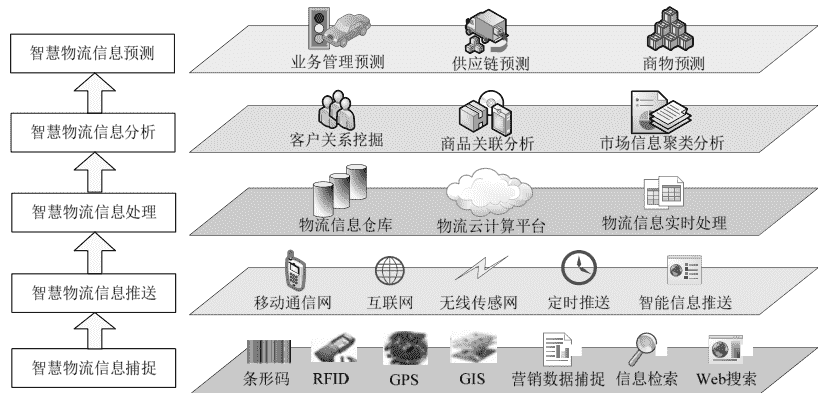 智慧物流信息预测
业务管理预测 供应链预测 商物预测
智慧物流信息分析
客户关系挖掘 商品关联分析 市场信息聚类分析
智慧物流信息处理
物流信息仓库 物流云计算平台 物流信息实时处理
智慧物流信息推送
移动通信网 互联网 无线传感网 定时推送 智能信息推送
智慧物流信息捕捉
条形码 RFID GPS GIS 营销数据捕捉 信息检索 Web搜索